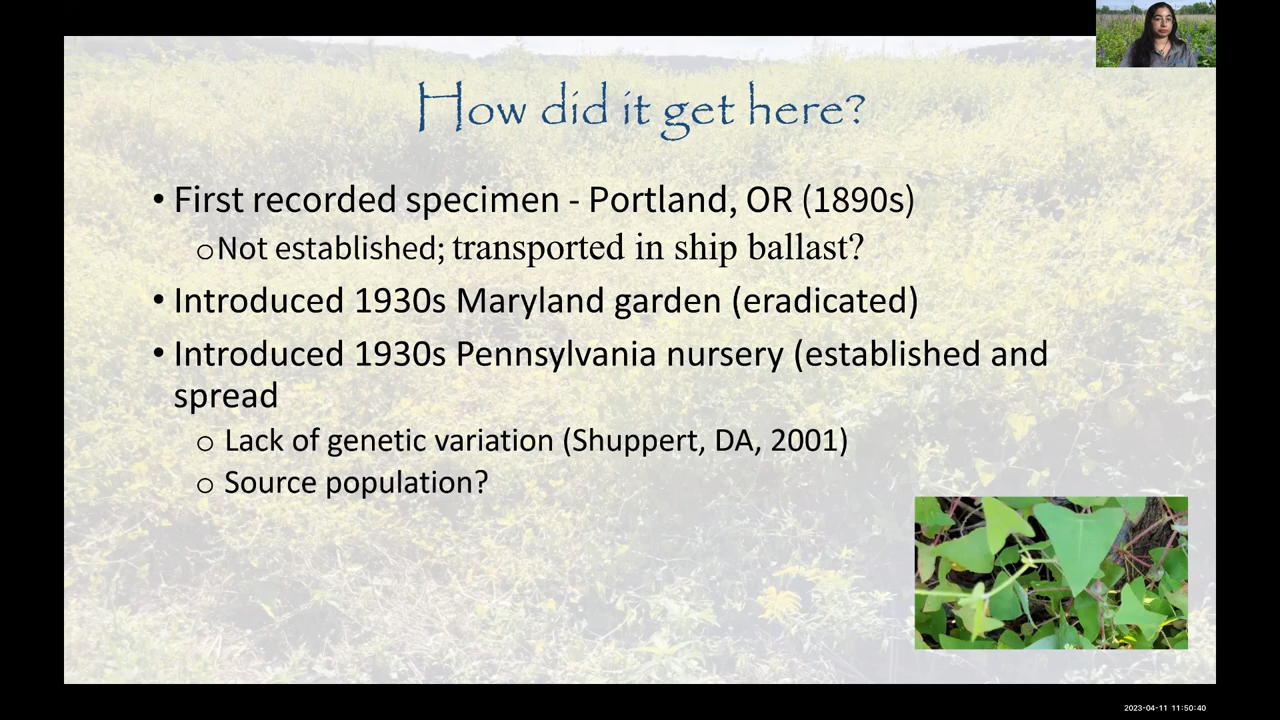 How did it get here?
• First recorded specimen - Portland, OR (1890s)
o Not established; transported in ship ballast?
• Introduced 1930s Maryland garden (eradicated)
• Introduced 1930s Pennsylvania nursery (established and
spread
o Lack of genetic variation (Shuppert, DA, 2001)
o Source population?
2023-04-11 11:50:40